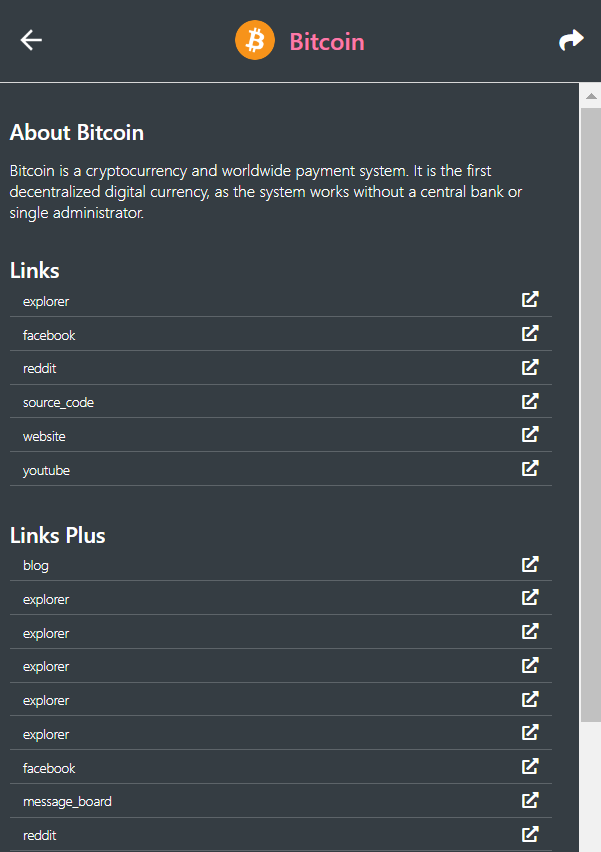 Bitcoin
About Bitcoin
Bitcoin is a cryptocurrency and worldwide payment system. It is the first
decentralized digital currency, as the system works without a central bank or
single administrator.
Links
explorer
facebook
reddit
source_code
website
youtube
Links Plus
blog
explorer
explorer
explorer
explorer
explorer
facebook
message_board
reddit